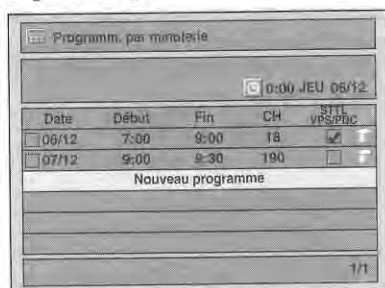 Programm. par minuterie
0:00 JEU 06/12
Date Début Fin CH STTL VPS/PDC
06/12 7:00 9:00 18
07/12 9:00 9:30 190
Nouveau programme
1/1